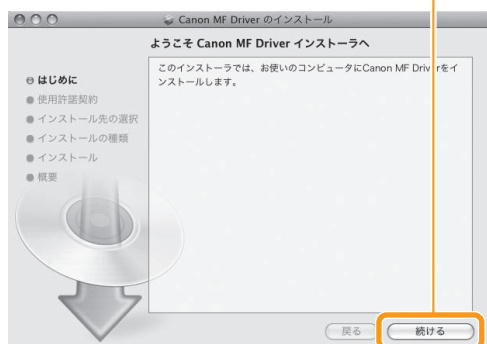 Canon MF Driver のインストール
ようこそ Canon MF Driver インストーラへ
はじめに
使用許諾契約
インストール先の選択
インストールの種類
インストール
概要
このインストーラでは、お使いのコンピュータにCanon MF Driverをイ
ンストールします。
戻る
続ける